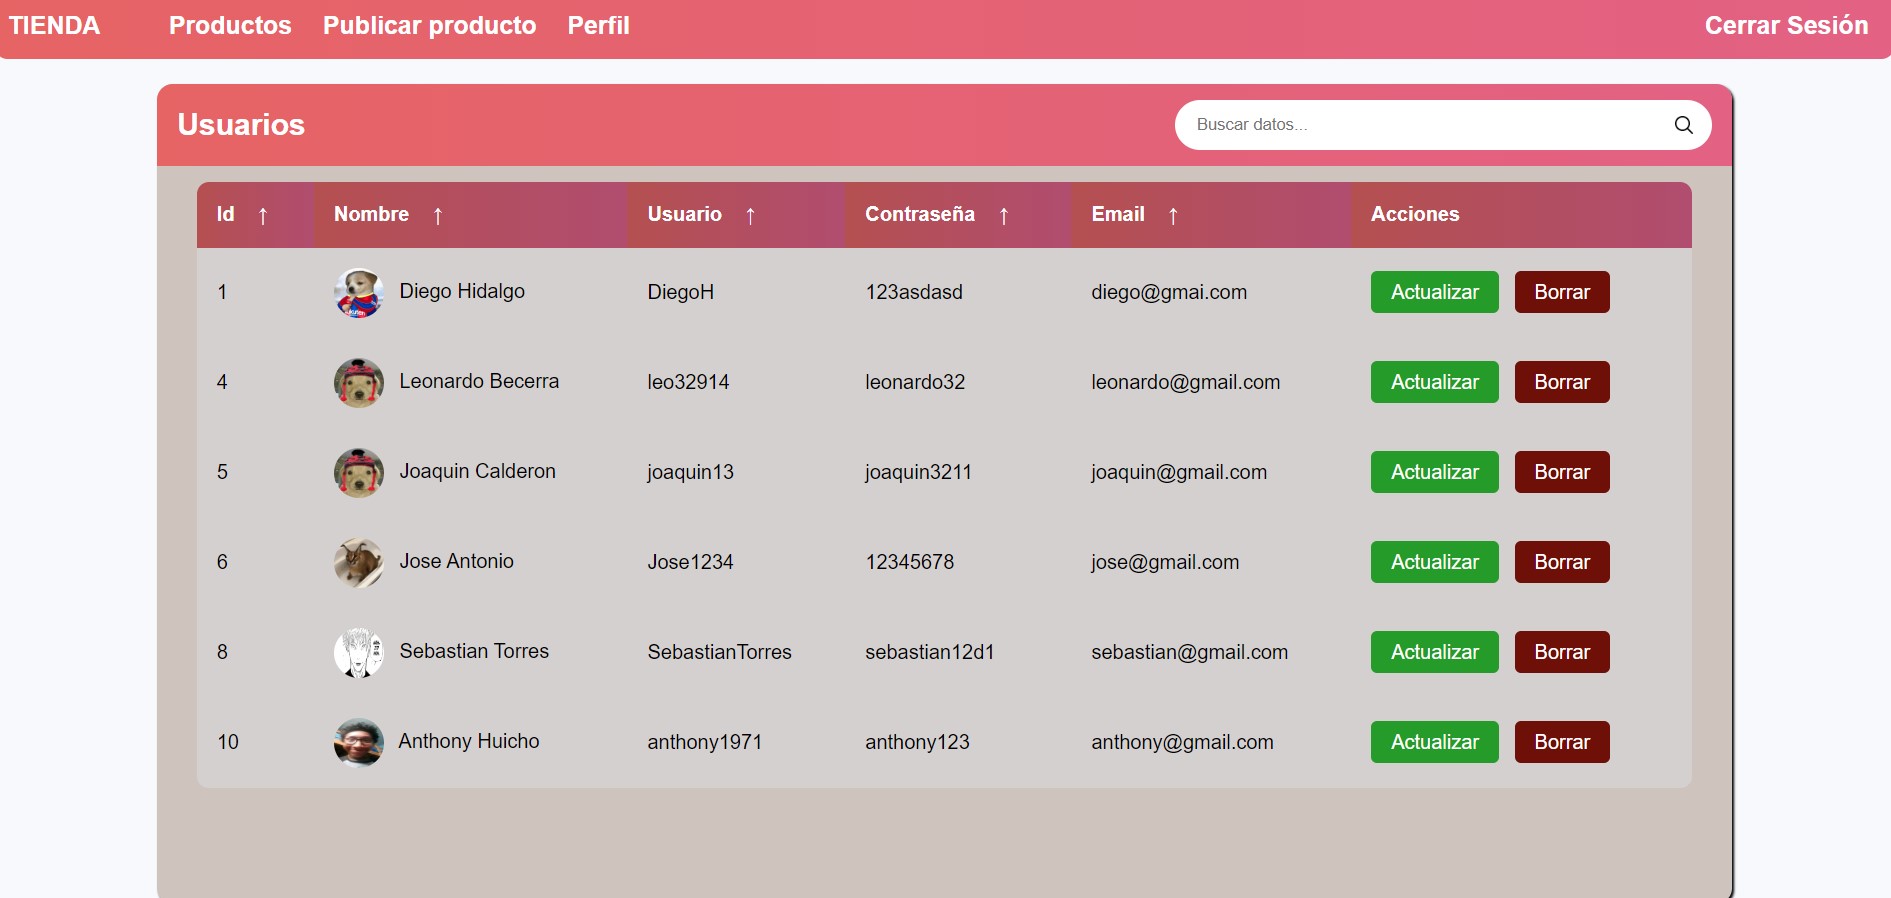 TIENDA Productos Publicar producto Perfil Cerrar Sesión
Usuarios Buscar datos...
Id ↑ Nombre ↑ Usuario ↑ Contraseña ↑ Email ↑ Acciones
1 Diego Hidalgo DiegoH 123asdasd diego@gmai.com Actualizar Borrar
4 Leonardo Becerra leo32914 leonardo32 leonardo@gmail.com Actualizar Borrar
5 Joaquin Calderon joaquin13 joaquin3211 joaquin@gmail.com Actualizar Borrar
6 Jose Antonio Jose1234 12345678 jose@gmail.com Actualizar Borrar
8 Sebastian Torres SebastianTorres sebastian12d1 sebastian@gmail.com Actualizar Borrar
10 Anthony Huicho anthony1971 anthony123 anthony@gmail.com Actualizar Borrar